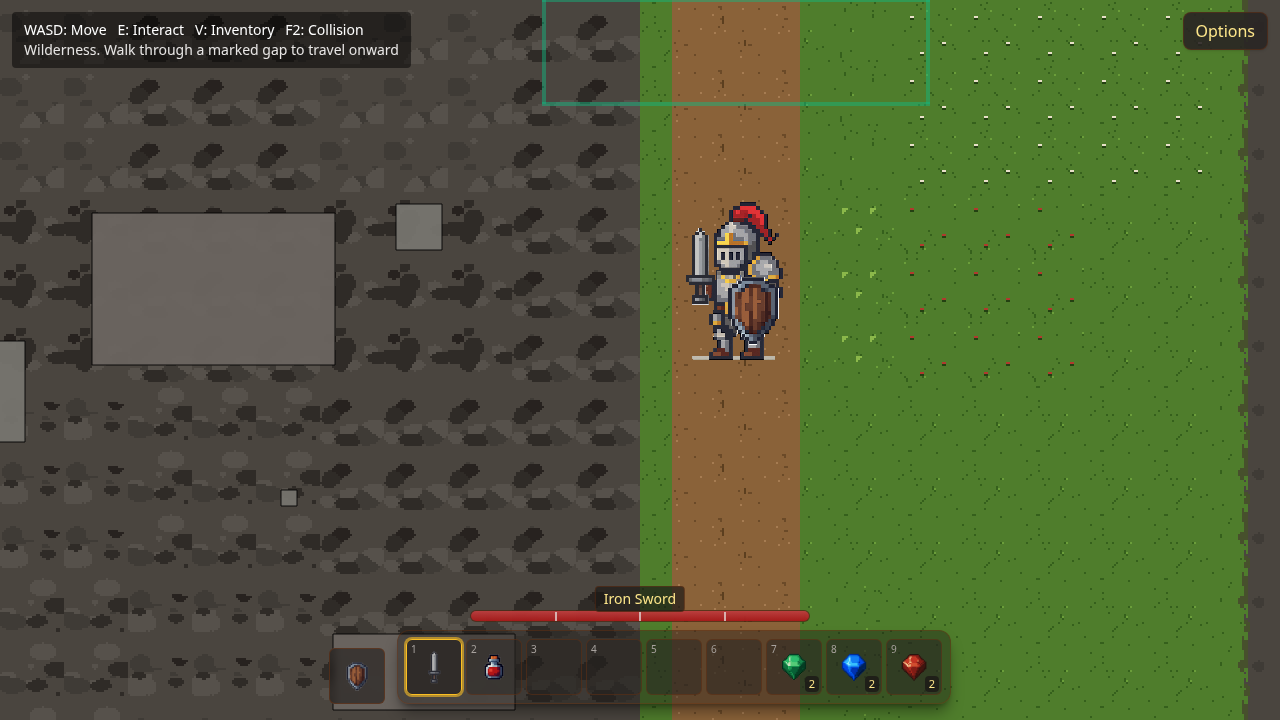 WASD: Move   E: Interact   V: Inventory   F2: Collision
Wilderness. Walk through a marked gap to travel onward
Options
Iron Sword
1 2 3 4 5 6 7 8 9
2 2 2